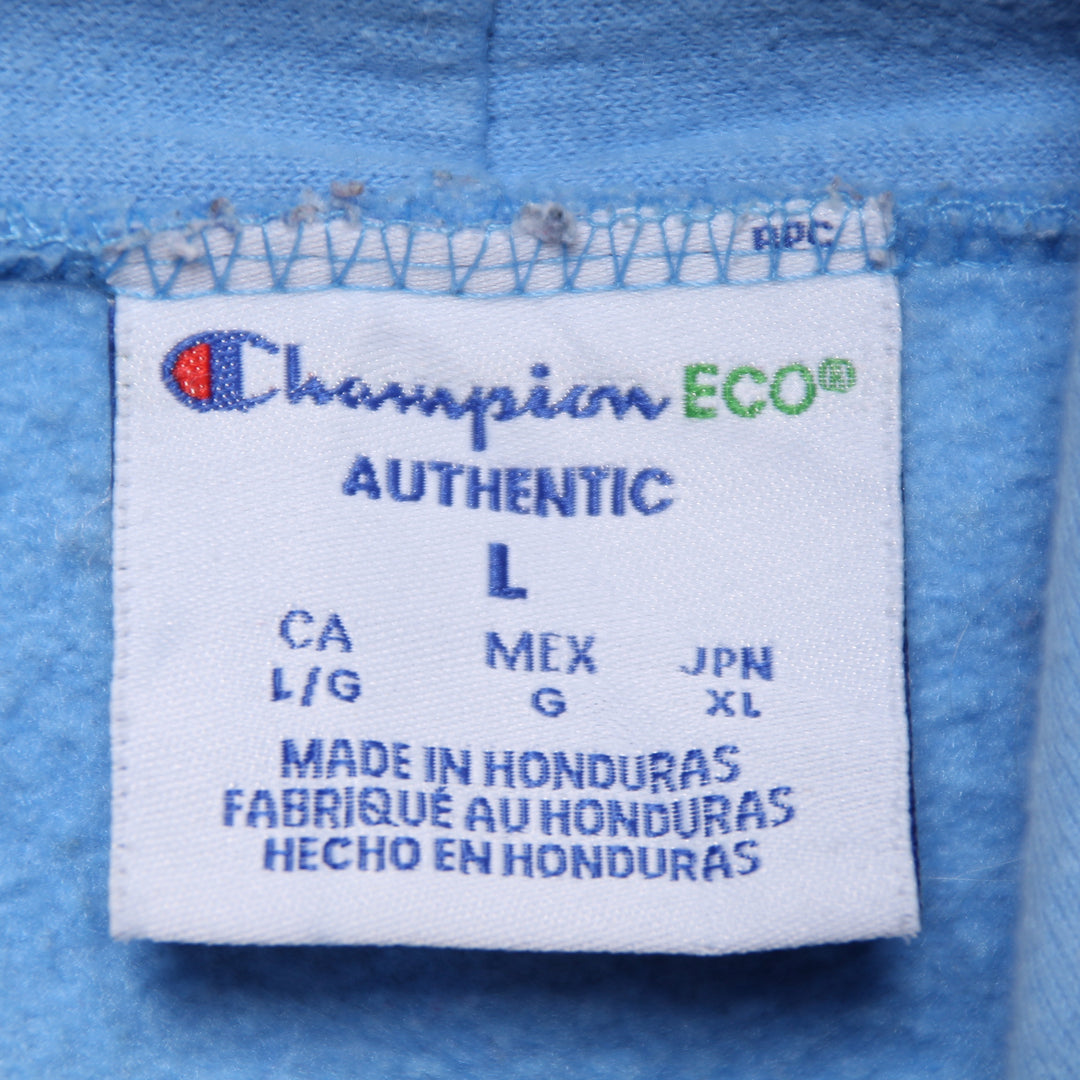 RPC
Champion ECO®
AUTHENTIC
L
CA MEX JPN
L/G G XL
MADE IN HONDURAS
FABRIQUÉ AU HONDURAS
HECHO EN HONDURAS